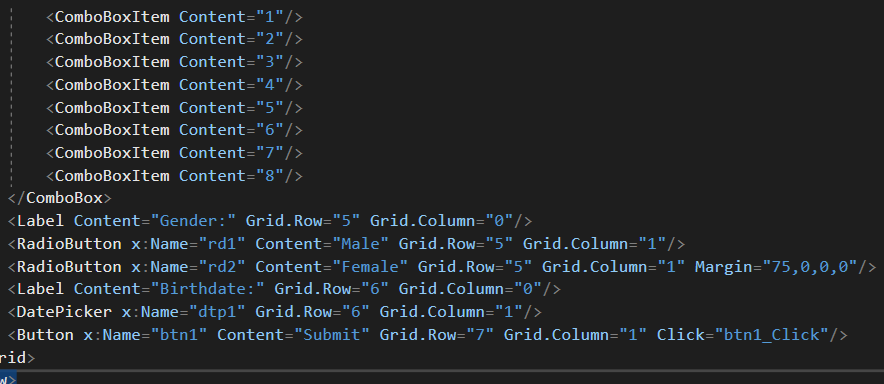 <ComboBoxItem Content="1"/>
<ComboBoxItem Content="2"/>
<ComboBoxItem Content="3"/>
<ComboBoxItem Content="4"/>
<ComboBoxItem Content="5"/>
<ComboBoxItem Content="6"/>
<ComboBoxItem Content="7"/>
<ComboBoxItem Content="8"/>
</ComboBox>
<Label Content="Gender:" Grid.Row="5" Grid.Column="0"/>
<RadioButton x:Name="rd1" Content="Male" Grid.Row="5" Grid.Column="1"/>
<RadioButton x:Name="rd2" Content="Female" Grid.Row="5" Grid.Column="1" Margin="75,0,0,0"/>
<Label Content="Birthdate:" Grid.Row="6" Grid.Column="0"/>
<DatePicker x:Name="dtp1" Grid.Row="6" Grid.Column="1"/>
<Button x:Name="btn1" Content="Submit" Grid.Row="7" Grid.Column="1" Click="btn1_Click"/>
rid>
w>